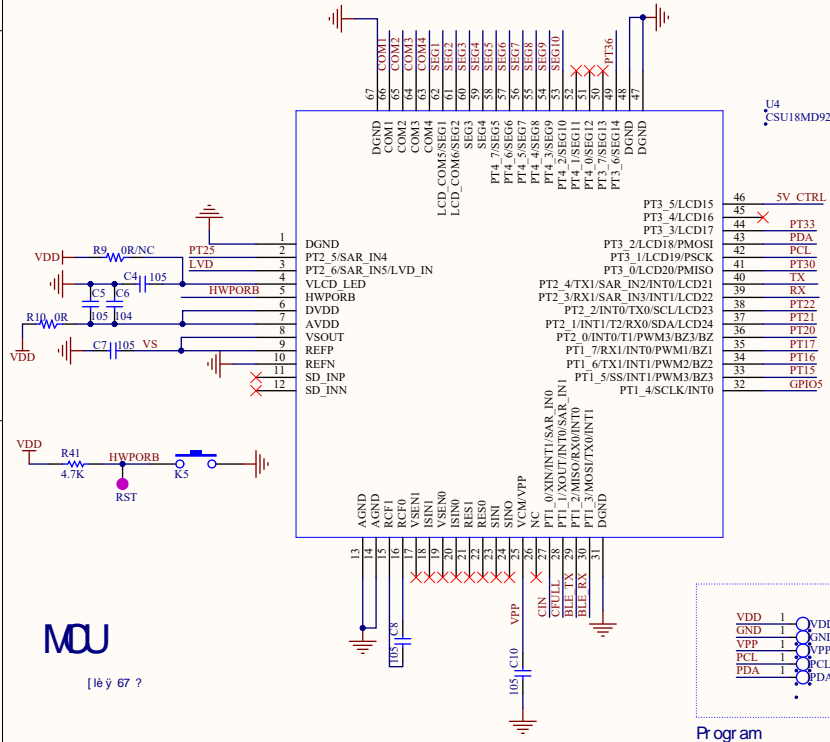 COM1
COM2
COM3
COM4
SEG1
SEG2
SEG3
SEG4
SEG5
SEG6
SEG7
SEG8
SEG9
SEG10
PT36
67
66
65
64
63
62
61
60
59
58
57
56
55
54
53
52
51
50
49
48
47
DGND
COM1
COM2
COM3
COM4
LCD_COM5/SEG1
LCD_COM6/SEG2
SEG3
SEG4
PT4_7/SEG5
PT4_6/SEG6
PT4_5/SEG7
PT4_4/SEG8
PT4_3/SEG9
PT4_2/SEG10
PT4_1/SEG11
PT4_0/SEG12
PT3_7/SEG13
PT3_6/SEG14
DGND
DGND
U4
CSU18MD92
1 DGND
PT25 2 PT2_5/SAR_IN4
LVD 3 PT2_6/SAR_IN5/LVD_IN
4 VLCD_LED
HWPORB 5 HWPORB
6 DVDD
7 AVDD
8 VSOUT
9 REFP
10 REFN
11 SD_INP
12 SD_INN
VDD R9 0R/NC
C4 105
C5 105
C6 104
R10 0R
VDD
C7 105 VS
PT3_5/LCD15 46 5V_CTRL
PT3_4/LCD16 45
PT3_3/LCD17 44 PT33
PT3_2/LCD18/PMOSI 43 PDA
PT3_1/LCD19/PSCK 42 PCL
PT3_0/LCD20/PMISO 41 PT30
PT2_4/TX1/SAR_IN2/INT0/LCD21 40 TX
PT2_3/RX1/SAR_IN3/INT1/LCD22 39 RX
PT2_2/INT0/TX0/SCL/LCD23 38 PT22
PT2_1/INT1/T2/RX0/SDA/LCD24 37 PT21
PT2_0/INT0/T1/PWM3/BZ3/BZ 36 PT20
PT1_7/RX1/INT0/PWM1/BZ1 35 PT17
PT1_6/TX1/INT1/PWM2/BZ2 34 PT16
PT1_5/SS/INT1/PWM3/BZ3 33 PT15
PT1_4/SCLK/INT0 32 GPIO5
VDD
R41
4.7K
HWPORB
RST
K5
AGND
AGND
RCF1
RCF0
VSEN1
ISIN1
VSEN0
ISIN0
RES1
RES0
SINI
SINO
VCM/VPP
NC
PT1_0/XIN/INT1/SAR_IN0
PT1_1/XOUT/INT0/SAR_IN1
PT1_2/MISO/RX0/INT0
PT1_3/MOSI/TX0/INT1
DGND
13
14
15
16
17
18
19
20
21
22
23
24
25
26
27
28
29
30
31
VPP
CIN
CFULL
BLE_TX
BLE_RX
105 C8
105 C10
MCU
[lè ÿ 67 ?
VDD 1 VDD
GND 1 GND
VPP 1 VPP
PCL 1 PCL
PDA 1 PDA
Program